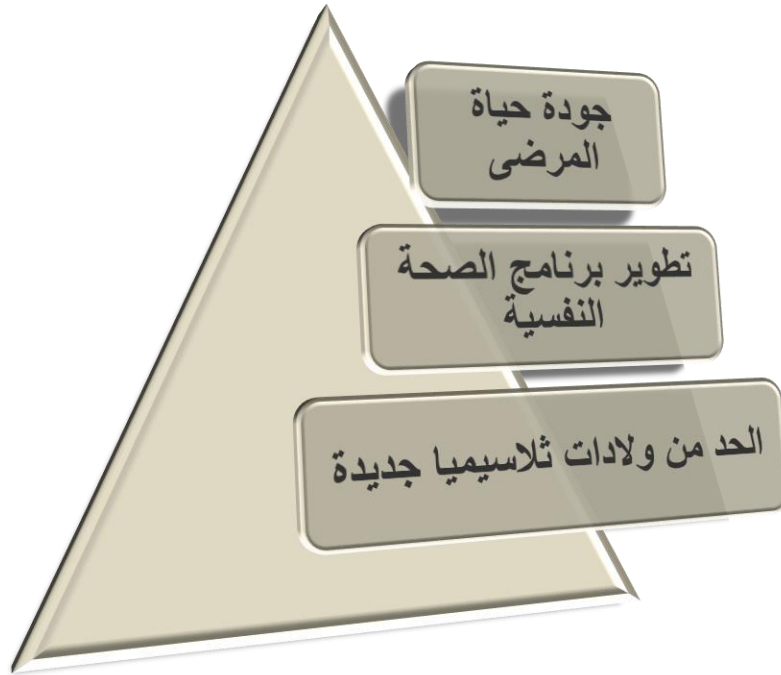 جودة حياة
المرضى
تطوير برنامج الصحة
النفسية
الحد من ولادات ثلاسيميا جديدة